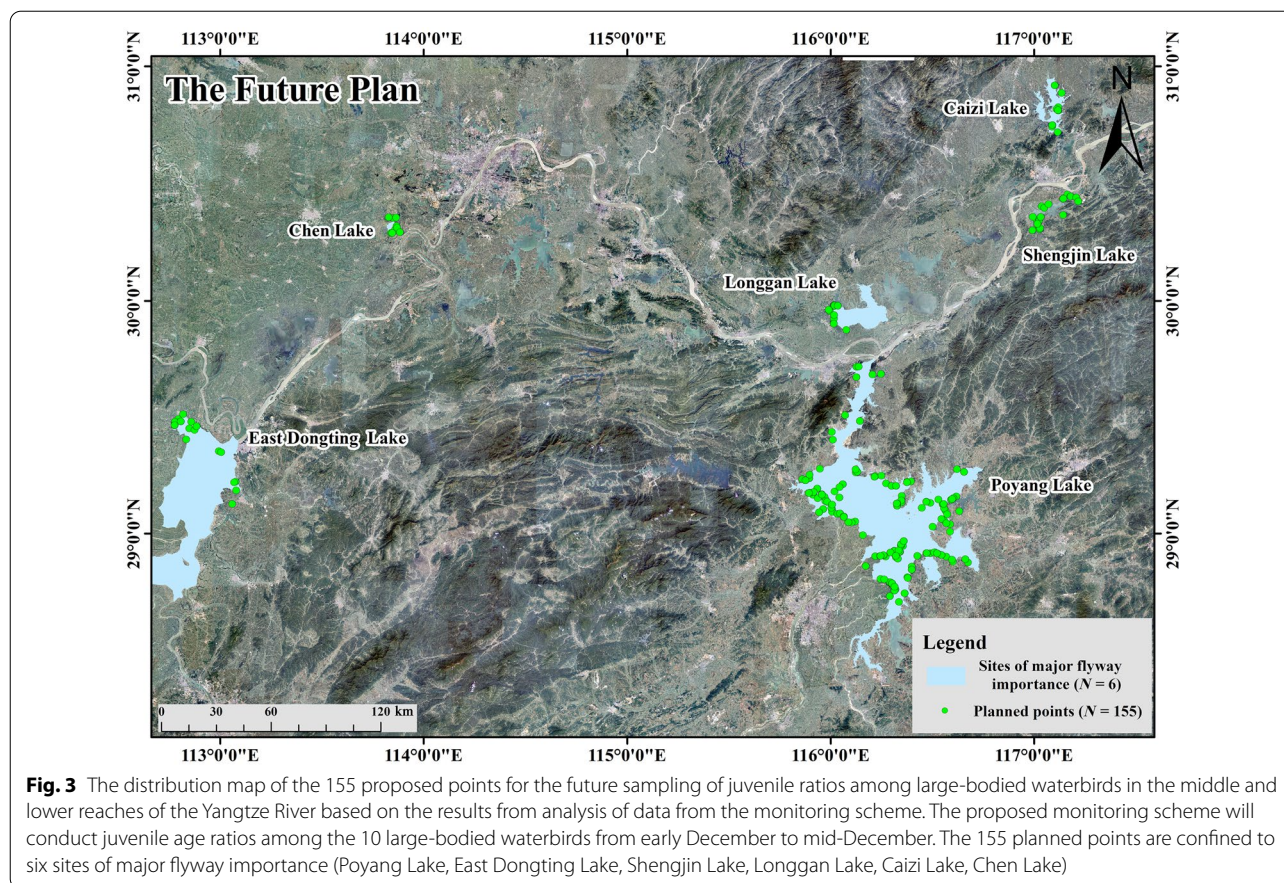 113°0'0"E 114°0'0"E 115°0'0"E 116°0'0"E 117°0'0"E
31°0'0"N
31°0'0"N
The Future Plan
N
Caizi Lake
Chen Lake
Shengjin Lake
Longgan Lake
30°0'0"N
30°0'0"N
East Dongting Lake
Poyang Lake
29°0'0"N
29°0'0"N
Legend
Sites of major flyway
importance (N = 6)
Planned points (N = 155)
0 30 60 120 km
113°0'0"E 114°0'0"E 115°0'0"E 116°0'0"E 117°0'0"E
Fig. 3 The distribution map of the 155 proposed points for the future sampling of juvenile ratios among large-bodied waterbirds in the middle and
lower reaches of the Yangtze River based on the results from analysis of data from the monitoring scheme. The proposed monitoring scheme will
conduct juvenile age ratios among the 10 large-bodied waterbirds from early December to mid-December. The 155 planned points are confined to
six sites of major flyway importance (Poyang Lake, East Dongting Lake, Shengjin Lake, Longgan Lake, Caizi Lake, Chen Lake)